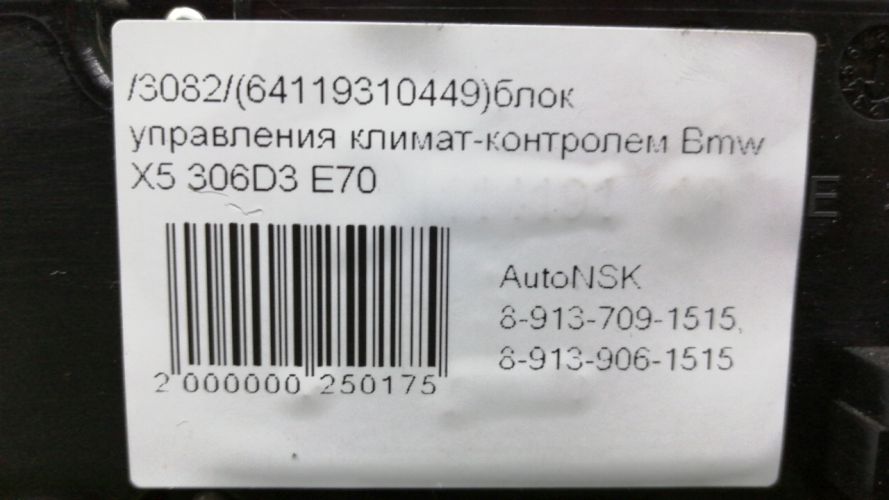 /3082/(64119310449)блок
управления климат-контролем Bmw
X5 306D3 E70
E
AutoNSK
8-913-709-1515,
8-913-906-1515
2 000000 250175